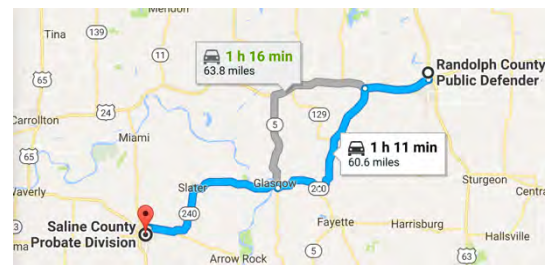 Tina
139
Mendon
65
11
1 h 16 min
63.8 miles
Randolph County
Public Defender
24
Carrollton
129
Miami
5
1 h 11 min
60.6 miles
65
Waverly
Slater
Glasgow
240
Sturgeon
Centra
240
Saline County
Probate Division
Fayette
Harrisburg
Hallsville
Arrow Rock
5
63